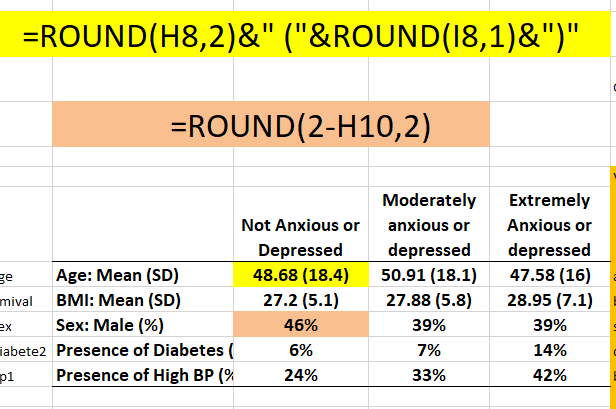 =ROUND(H8,2)&" ("&ROUND(I8,1)&")"
=ROUND(2-H10,2)
Not Anxious or Depressed Moderately anxious or depressed Extremely Anxious or depressed
ge Age: Mean (SD) 48.68 (18.4) 50.91 (18.1) 47.58 (16)
mival BMI: Mean (SD) 27.2 (5.1) 27.88 (5.8) 28.95 (7.1)
ex Sex: Male (%) 46% 39% 39%
iabete2 Presence of Diabetes ( 6% 7% 14%
p1 Presence of High BP (% 24% 33% 42%